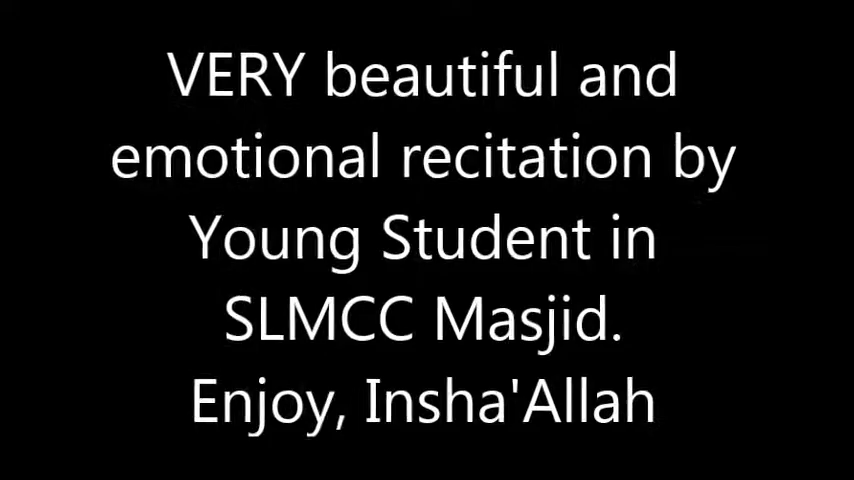 VERY beautiful and
emotional recitation by
Young Student in
SLMCC Masjid.
Enjoy, Insha'Allah